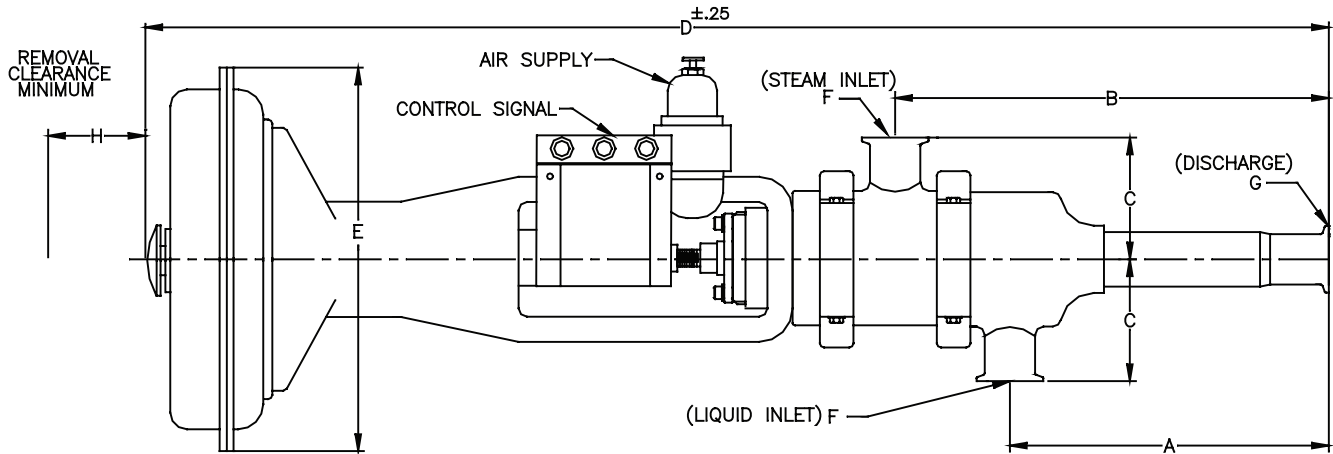 ±.25
D
REMOVAL
CLEARANCE
MINIMUM
AIR SUPPLY
(STEAM INLET)
F
B
CONTROL SIGNAL
H
(DISCHARGE)
G
C
E
C
(LIQUID INLET) F
A